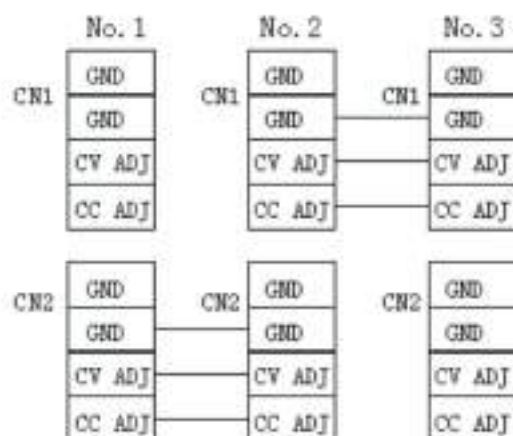 No. 1 No. 2 No. 3
GND GND GND
CN1 CN1 CN1
GND GND GND
CV ADJ CV ADJ CV ADJ
CC ADJ CC ADJ CC ADJ
GND GND GND
CN2 CN2 CN2
GND GND GND
CV ADJ CV ADJ CV ADJ
CC ADJ CC ADJ CC ADJ